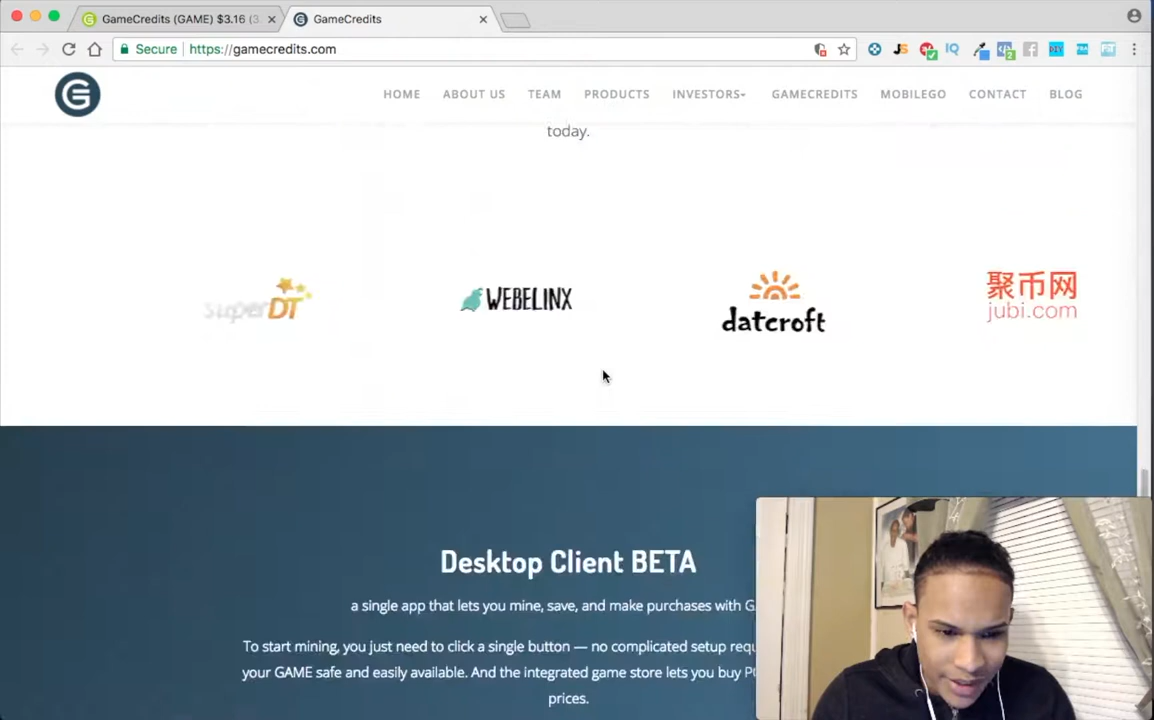 GameCredits (GAME) $3.16 (3.
GameCredits
Secure
https://gamecredits.com
HOME
ABOUT US
TEAM
PRODUCTS
INVESTORS
GAMECREDITS
MOBILEGO
CONTACT
BLOG
today.
superDT
WEBELINX
datcroft
聚币网
jubi.com
Desktop Client BETA
a single app that lets you mine, save, and make purchases with G
To start mining, you just need to click a single button — no complicated setup requ
your GAME safe and easily available. And the integrated game store lets you buy P
prices.